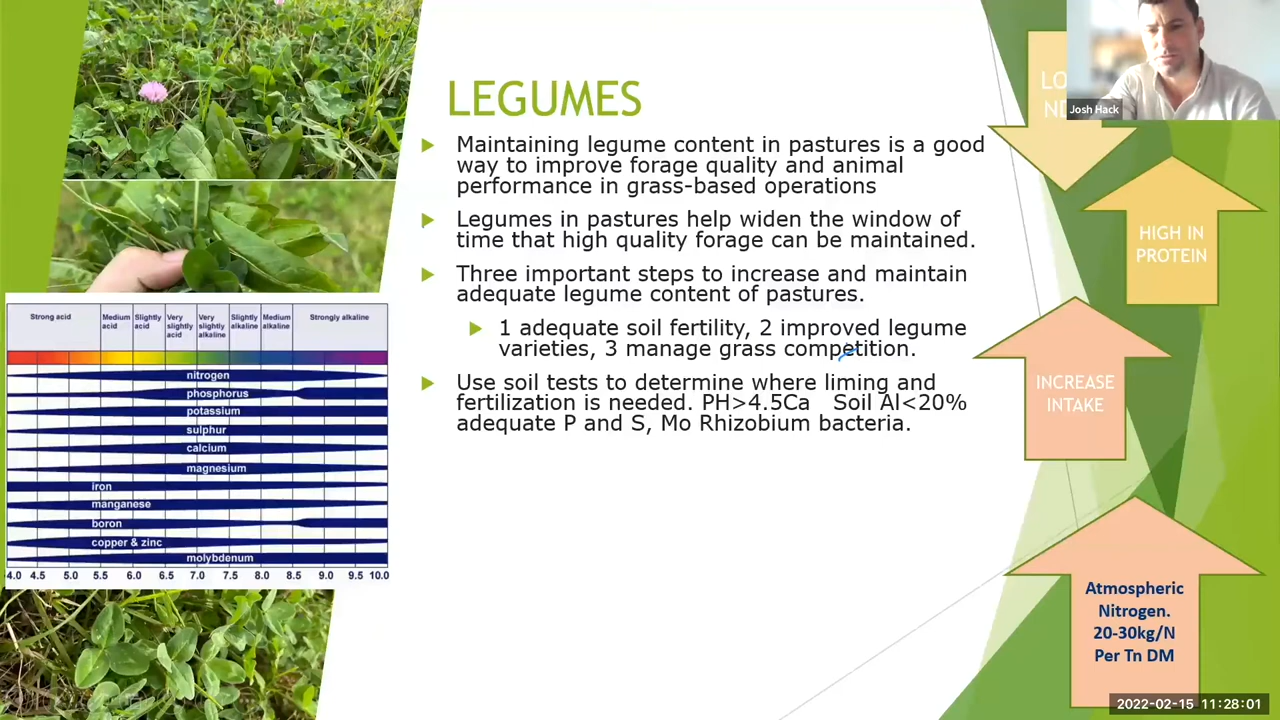 LEGUMES
Maintaining legume content in pastures is a good
way to improve forage quality and animal
performance in grass-based operations
Legumes in pastures help widen the window of
time that high quality forage can be maintained.
Three important steps to increase and maintain
adequate legume content of pastures.
1 adequate soil fertility, 2 improved legume
varieties, 3 manage grass competition.
Use soil tests to determine where liming and
fertilization is needed. PH>4.5Ca Soil Al<20%
adequate P and S, Mo Rhizobium bacteria.
Strong acid
Medium
acid
Slightly
acid
Very
slightly
acid
Very
slightly
alkaline
Slightly
alkaline
Medium
alkaline
Strongly alkaline
nitrogen
phosphorus
potassium
sulphur
calcium
magnesium
iron
manganese
boron
copper & zinc
molybdenum
4.0 4.5 5.0 5.5 6.0 6.5 7.0 7.5 8.0 8.5 9.0 9.5 10.0
Josh Hack
HIGH IN
PROTEIN
INCREASE
INTAKE
Atmospheric
Nitrogen.
20-30kg/N
Per Tn DM
2022-02-15 11:28:01